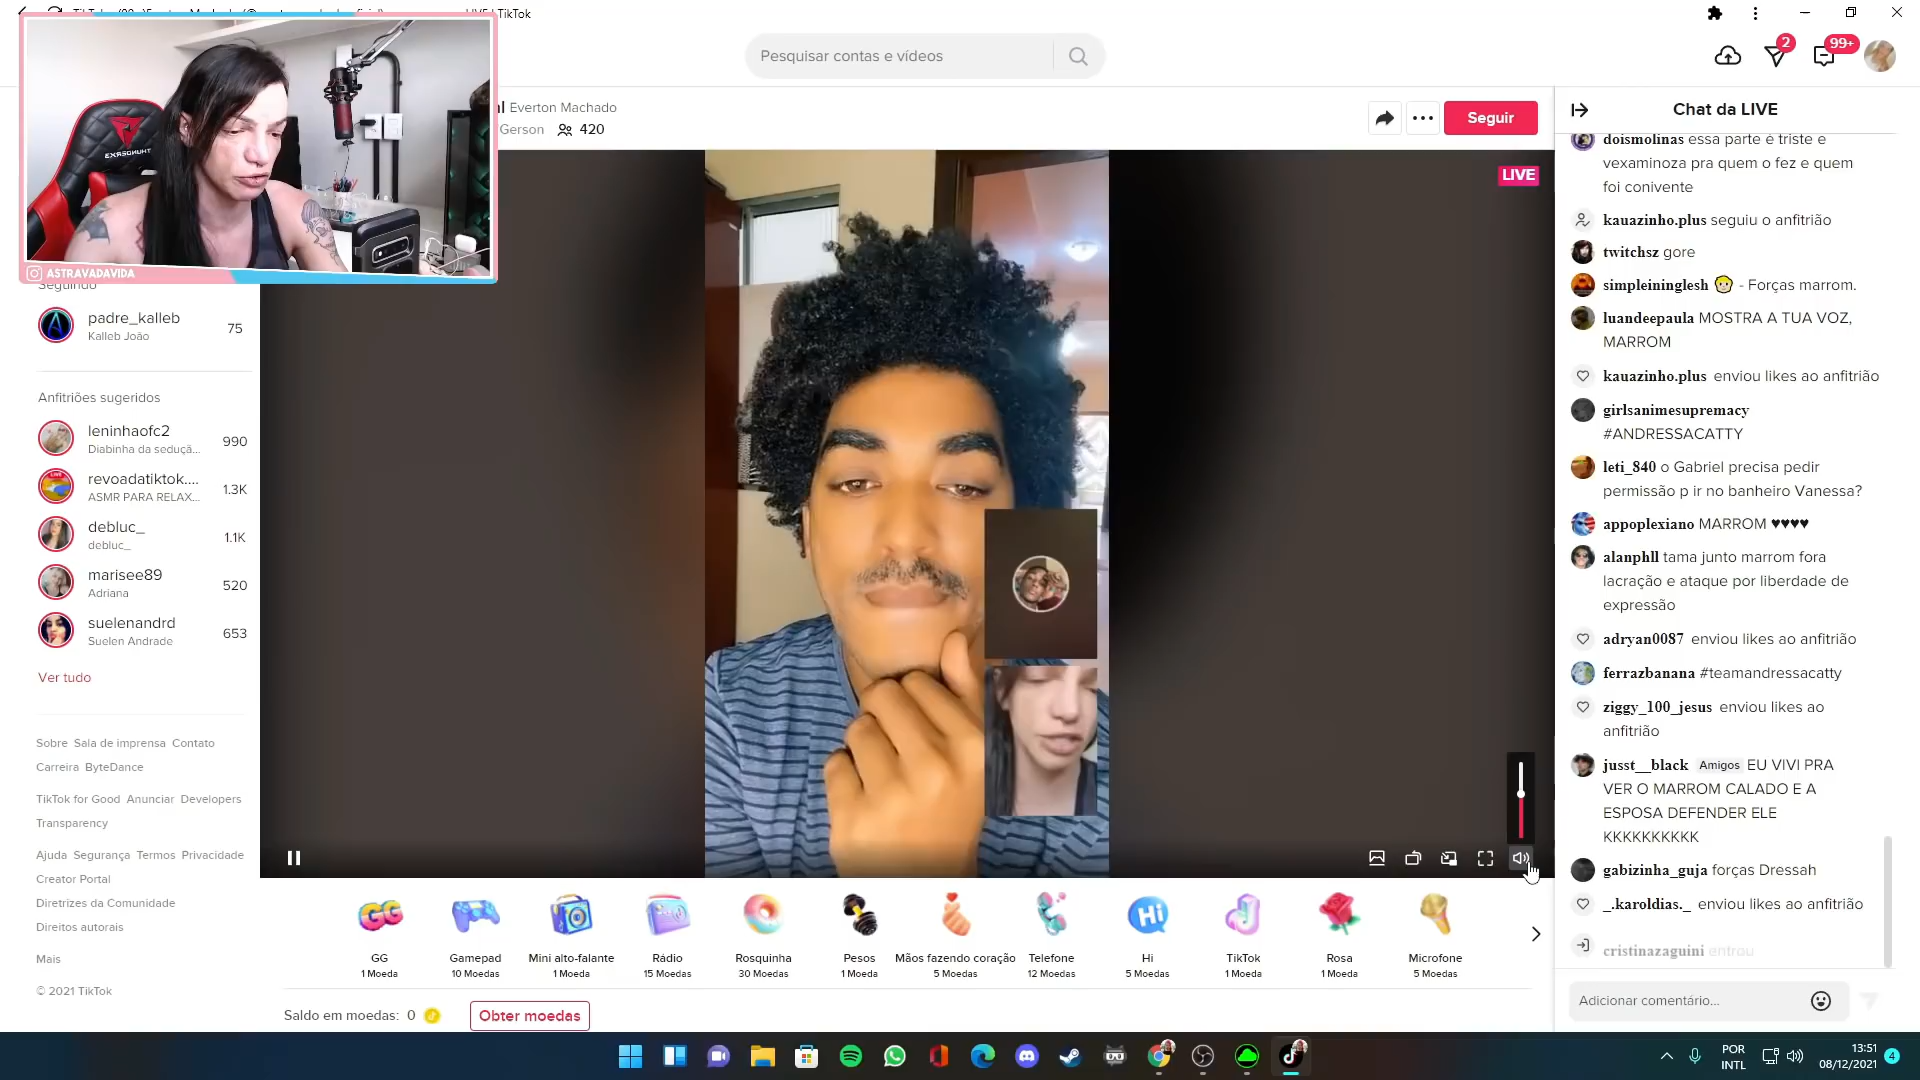 LIVE | TikTok
ASTRAVADAVIDA
Pesquisar contas e vídeos
2
99+
Everton Machado
Gerson 420
Seguir
LIVE
Seguindo
padre_kalleb 75
Kalleb João
Anfitriões sugeridos
leninhaofc2 990
Diabinha da seduçã...
revoadatiktok.... 1.3K
ASMR PARA RELAX...
debluc_ 1.1K
debluc_
marisee89 520
Adriana
suelenandrd 653
Suelen Andrade
Ver tudo
Sobre Sala de imprensa Contato
Carreira ByteDance
TikTok for Good Anunciar Developers
Transparency
Ajuda Segurança Termos Privacidade
Creator Portal
Diretrizes da Comunidade
Direitos autorais
Mais
© 2021 TikTok
GG
1 Moeda
Gamepad
10 Moedas
Mini alto-falante
1 Moeda
Rádio
15 Moedas
Rosquinha
30 Moedas
Pesos
1 Moeda
Mãos fazendo coração
5 Moedas
Telefone
12 Moedas
Hi
5 Moedas
TikTok
1 Moeda
Rosa
1 Moeda
Microfone
5 Moedas
Saldo em moedas: 0
Obter moedas
Chat da LIVE
doismolinas essa parte é triste e
vexaminoza pra quem o fez e quem
foi conivente
kauazinho.plus seguiu o anfitrião
twitchsz gore
simpleininglesh - Forças marrom.
luandeepaula MOSTRA A TUA VOZ,
MARROM
kauazinho.plus enviou likes ao anfitrião
girlsanimesupremacy
#ANDRESSACATTY
leti_840 o Gabriel precisa pedir
permissão p ir no banheiro Vanessa?
appoplexiano MARROM ♥♥♥♥
alanphll tama junto marrom fora
lacração e ataque por liberdade de
expressão
adryan0087 enviou likes ao anfitrião
ferrazbanana #teamandressacatty
ziggy_100_jesus enviou likes ao
anfitrião
jusst__black Amigos EU VIVI PRA
VER O MARROM CALADO E A
ESPOSA DEFENDER ELE
KKKKKKKKKK
gabizinha_guja forças Dressah
_.karoldias._ enviou likes ao anfitrião
cristinazaguini entrou
Adicionar comentário...
POR
INTL
13:51
08/12/2021
4